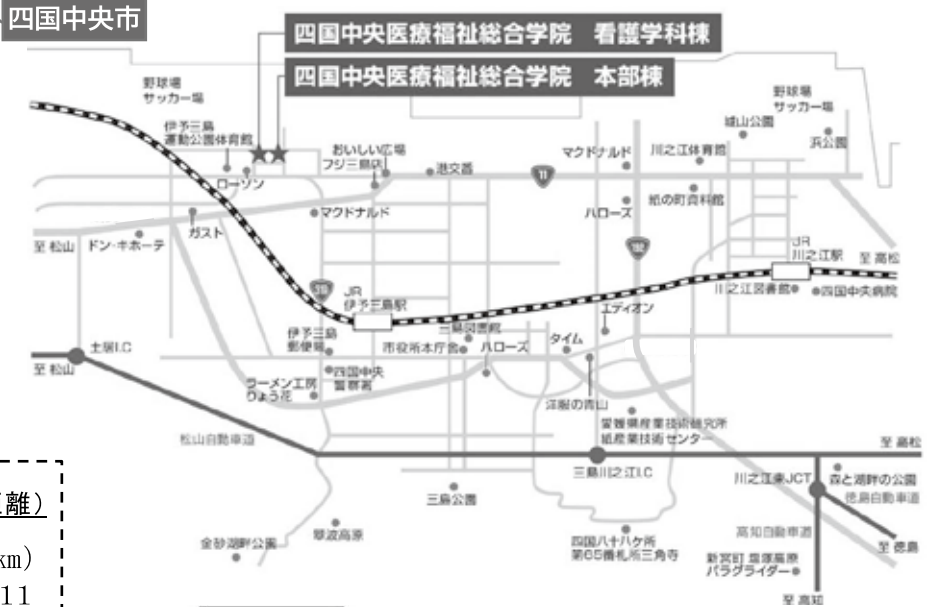 四国中央市
四国中央医療福祉総合学院 看護学科棟
四国中央医療福祉総合学院 本部棟
野球場
サッカー場
野球場
サッカー場
城山公園
浜公園
伊予三島
運動公園体育館
おいしい広場
フジ三島店
港交番
マクドナルド
川之江体育館
ローソン
11
紙の町資料館
マクドナルド
ハローズ
ガスト
至 松山
ドン・キホーテ
192
JR
川之江駅
至 高松
JR
伊予三島駅
川之江図書館
四国中央病院
エディオン
伊予三島
郵便局
三島図書館
市役所本庁舎
ハローズ
タイム
土居I.C
至 松山
四国中央
警察署
ラーメン工房
りょう花
洋服の青山
愛媛県産業技術研究所
紙産業技術センター
松山自動車道
至 高松
三島川之江I.C
川之江東JCT
森と湖畔の公園
徳島自動車道
三島公園
翠波高原
金砂湖畔公園
四国八十八ヶ所
第65番札所三角寺
高知自動車道
至 徳島
新宮町 塩塚高原
パラグライダー
至 高知
離)
km)
11